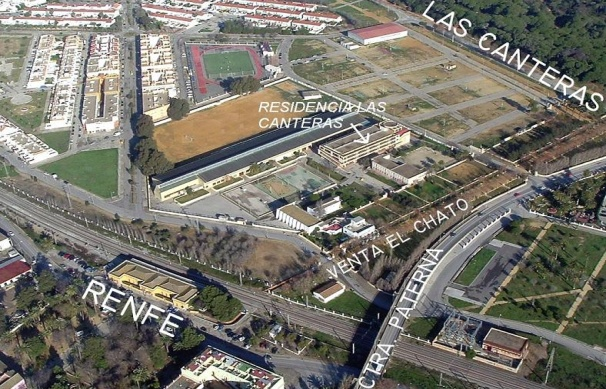 LAS CANTERAS
RESIDENCIA LAS
CANTERAS
VENTA EL CHATO
RENFE
CTRA PATERNA